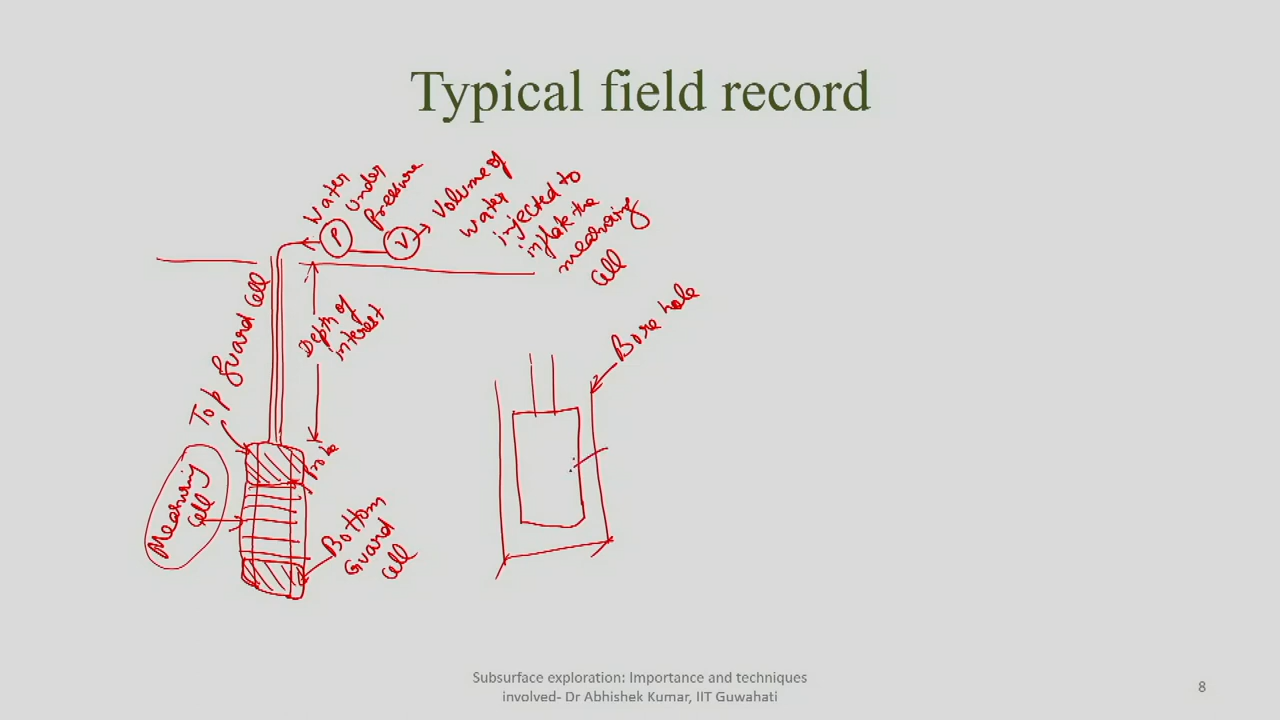 Typical field record
Water
under
Pressure
P
V
Volume of
water
injected to
inflate the
measuring
cell
Top guard cell
Depth of
interest
Probe
Measuring
cell
Bottom
Guard
cell
Bore hole
Subsurface exploration: Importance and techniques
involved- Dr Abhishek Kumar, IIT Guwahati
8